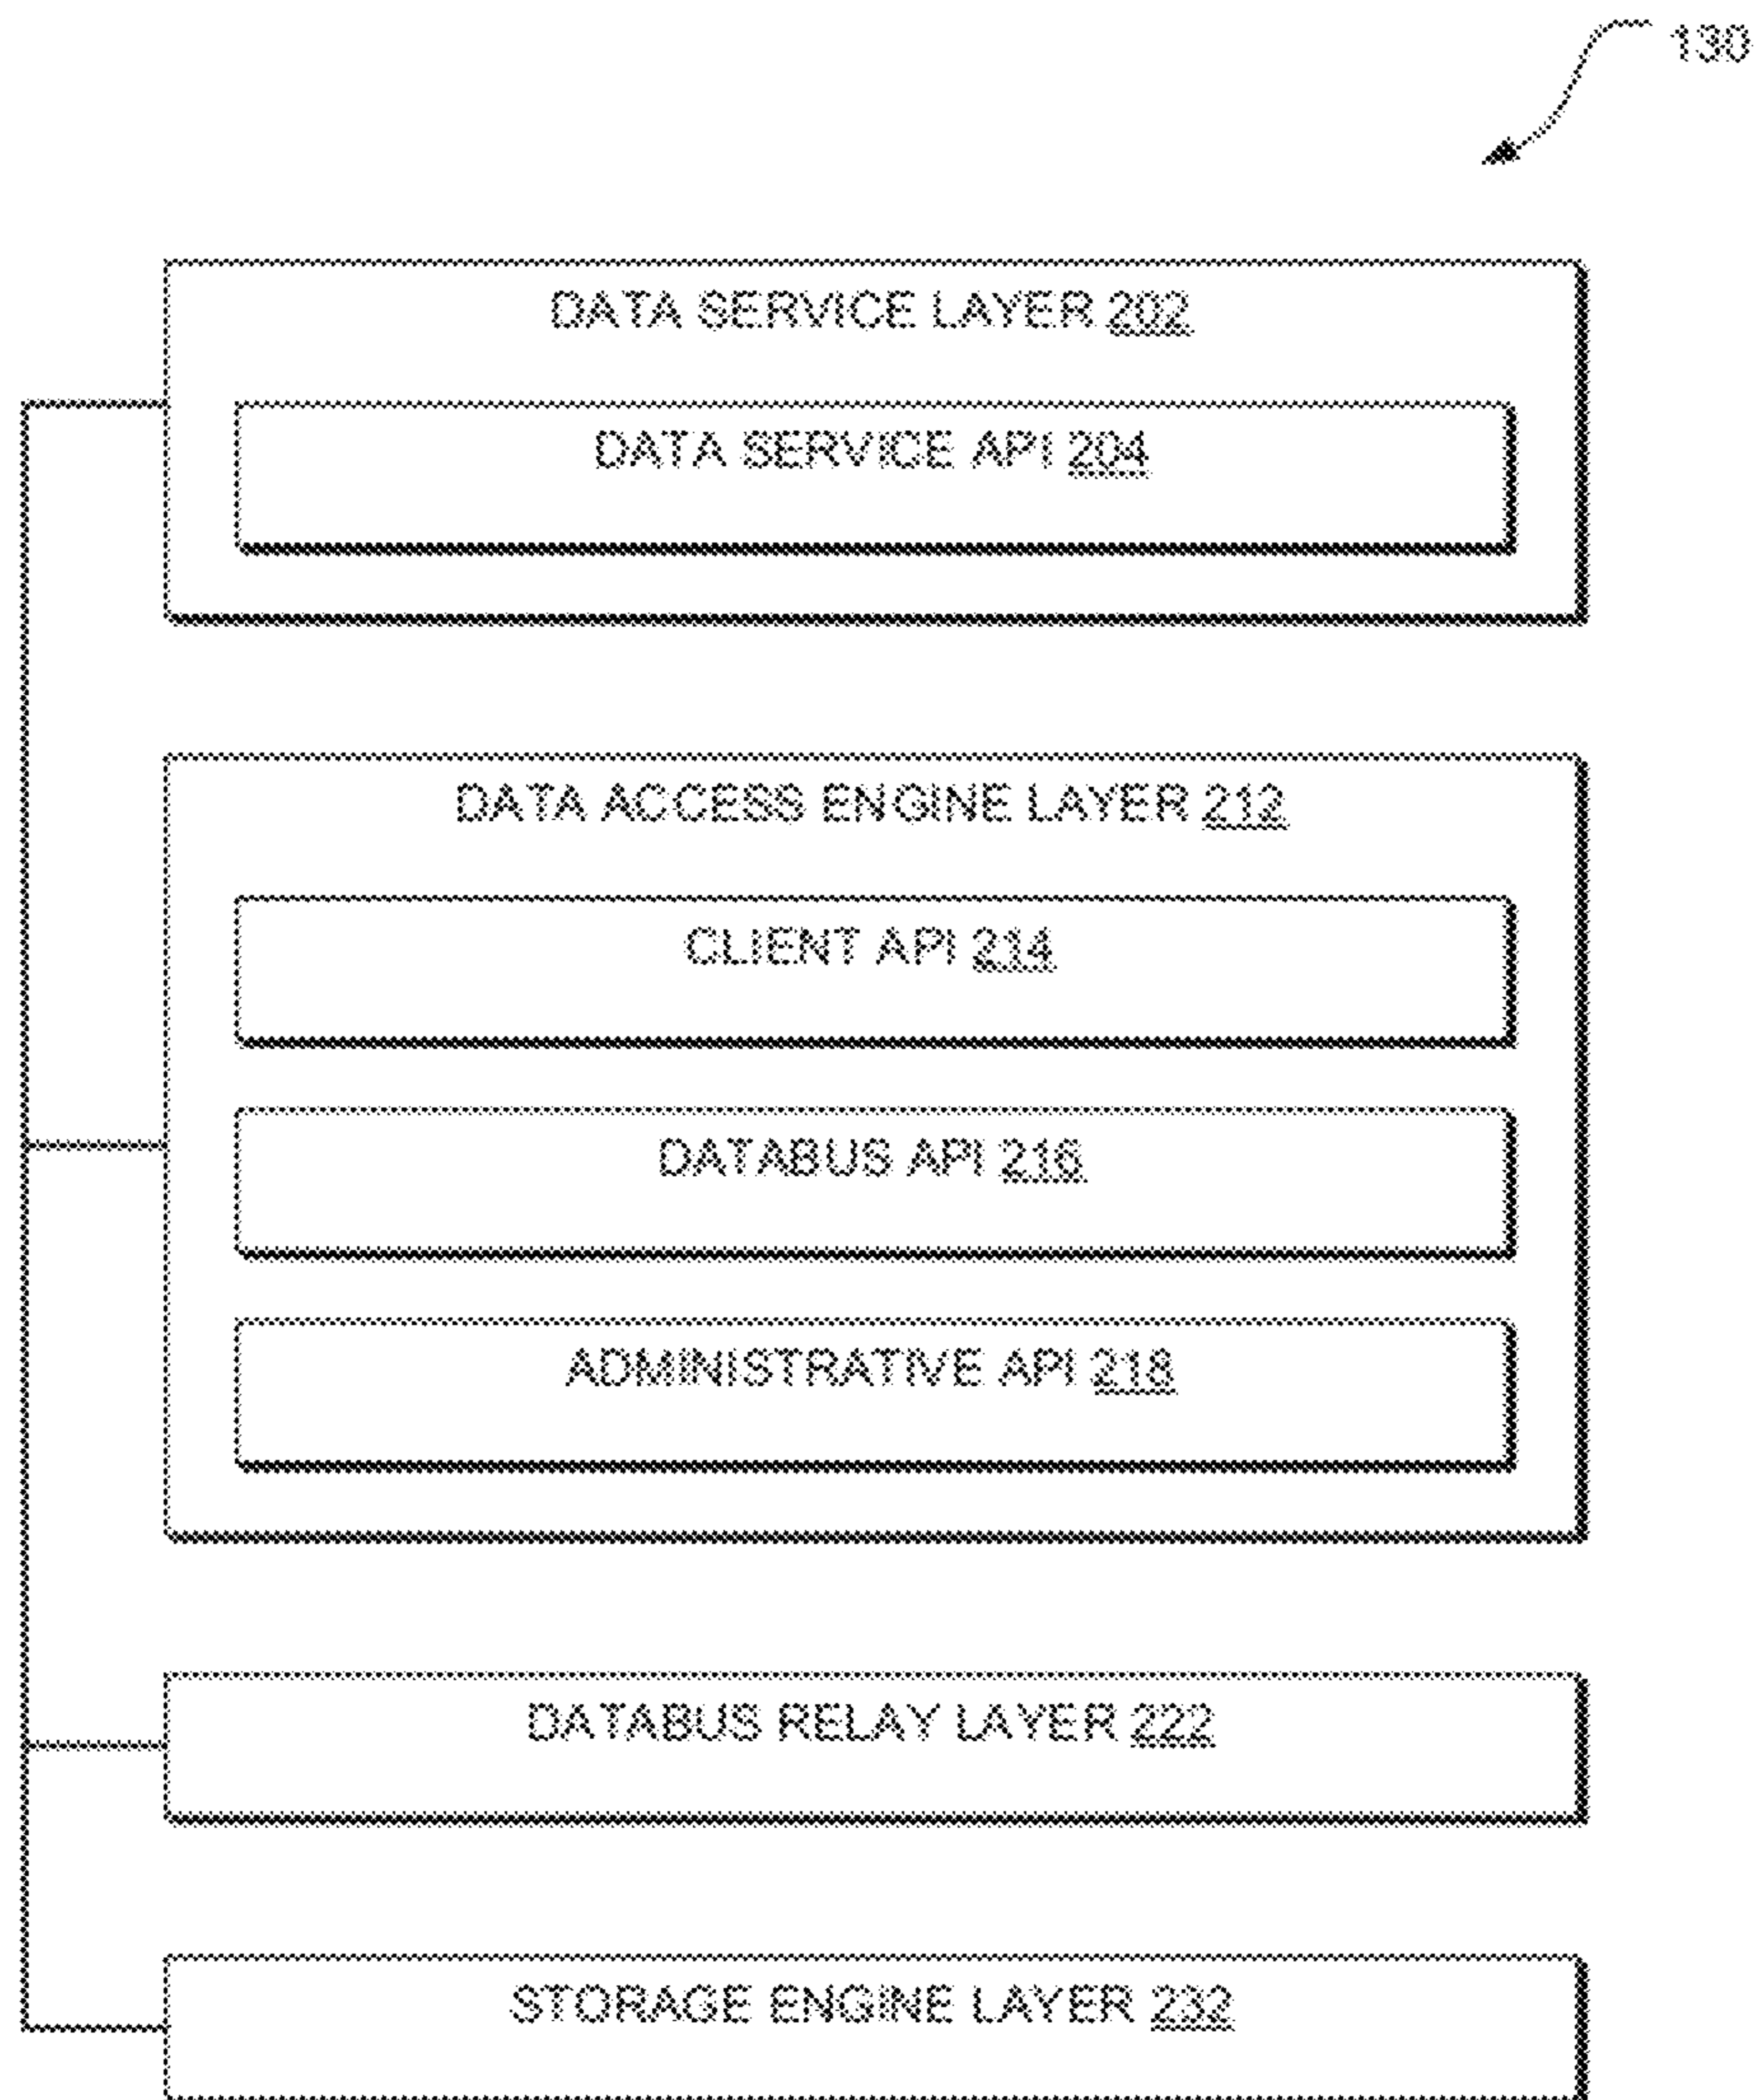 130
DATA SERVICE LAYER 202
DATA SERVICE API 204
DATA ACCESS ENGINE LAYER 212
CLIENT API 214
DATABUS API 216
ADMINISTRATIVE API 218
DATABUS RELAY LAYER 222
STORAGE ENGINE LAYER 232